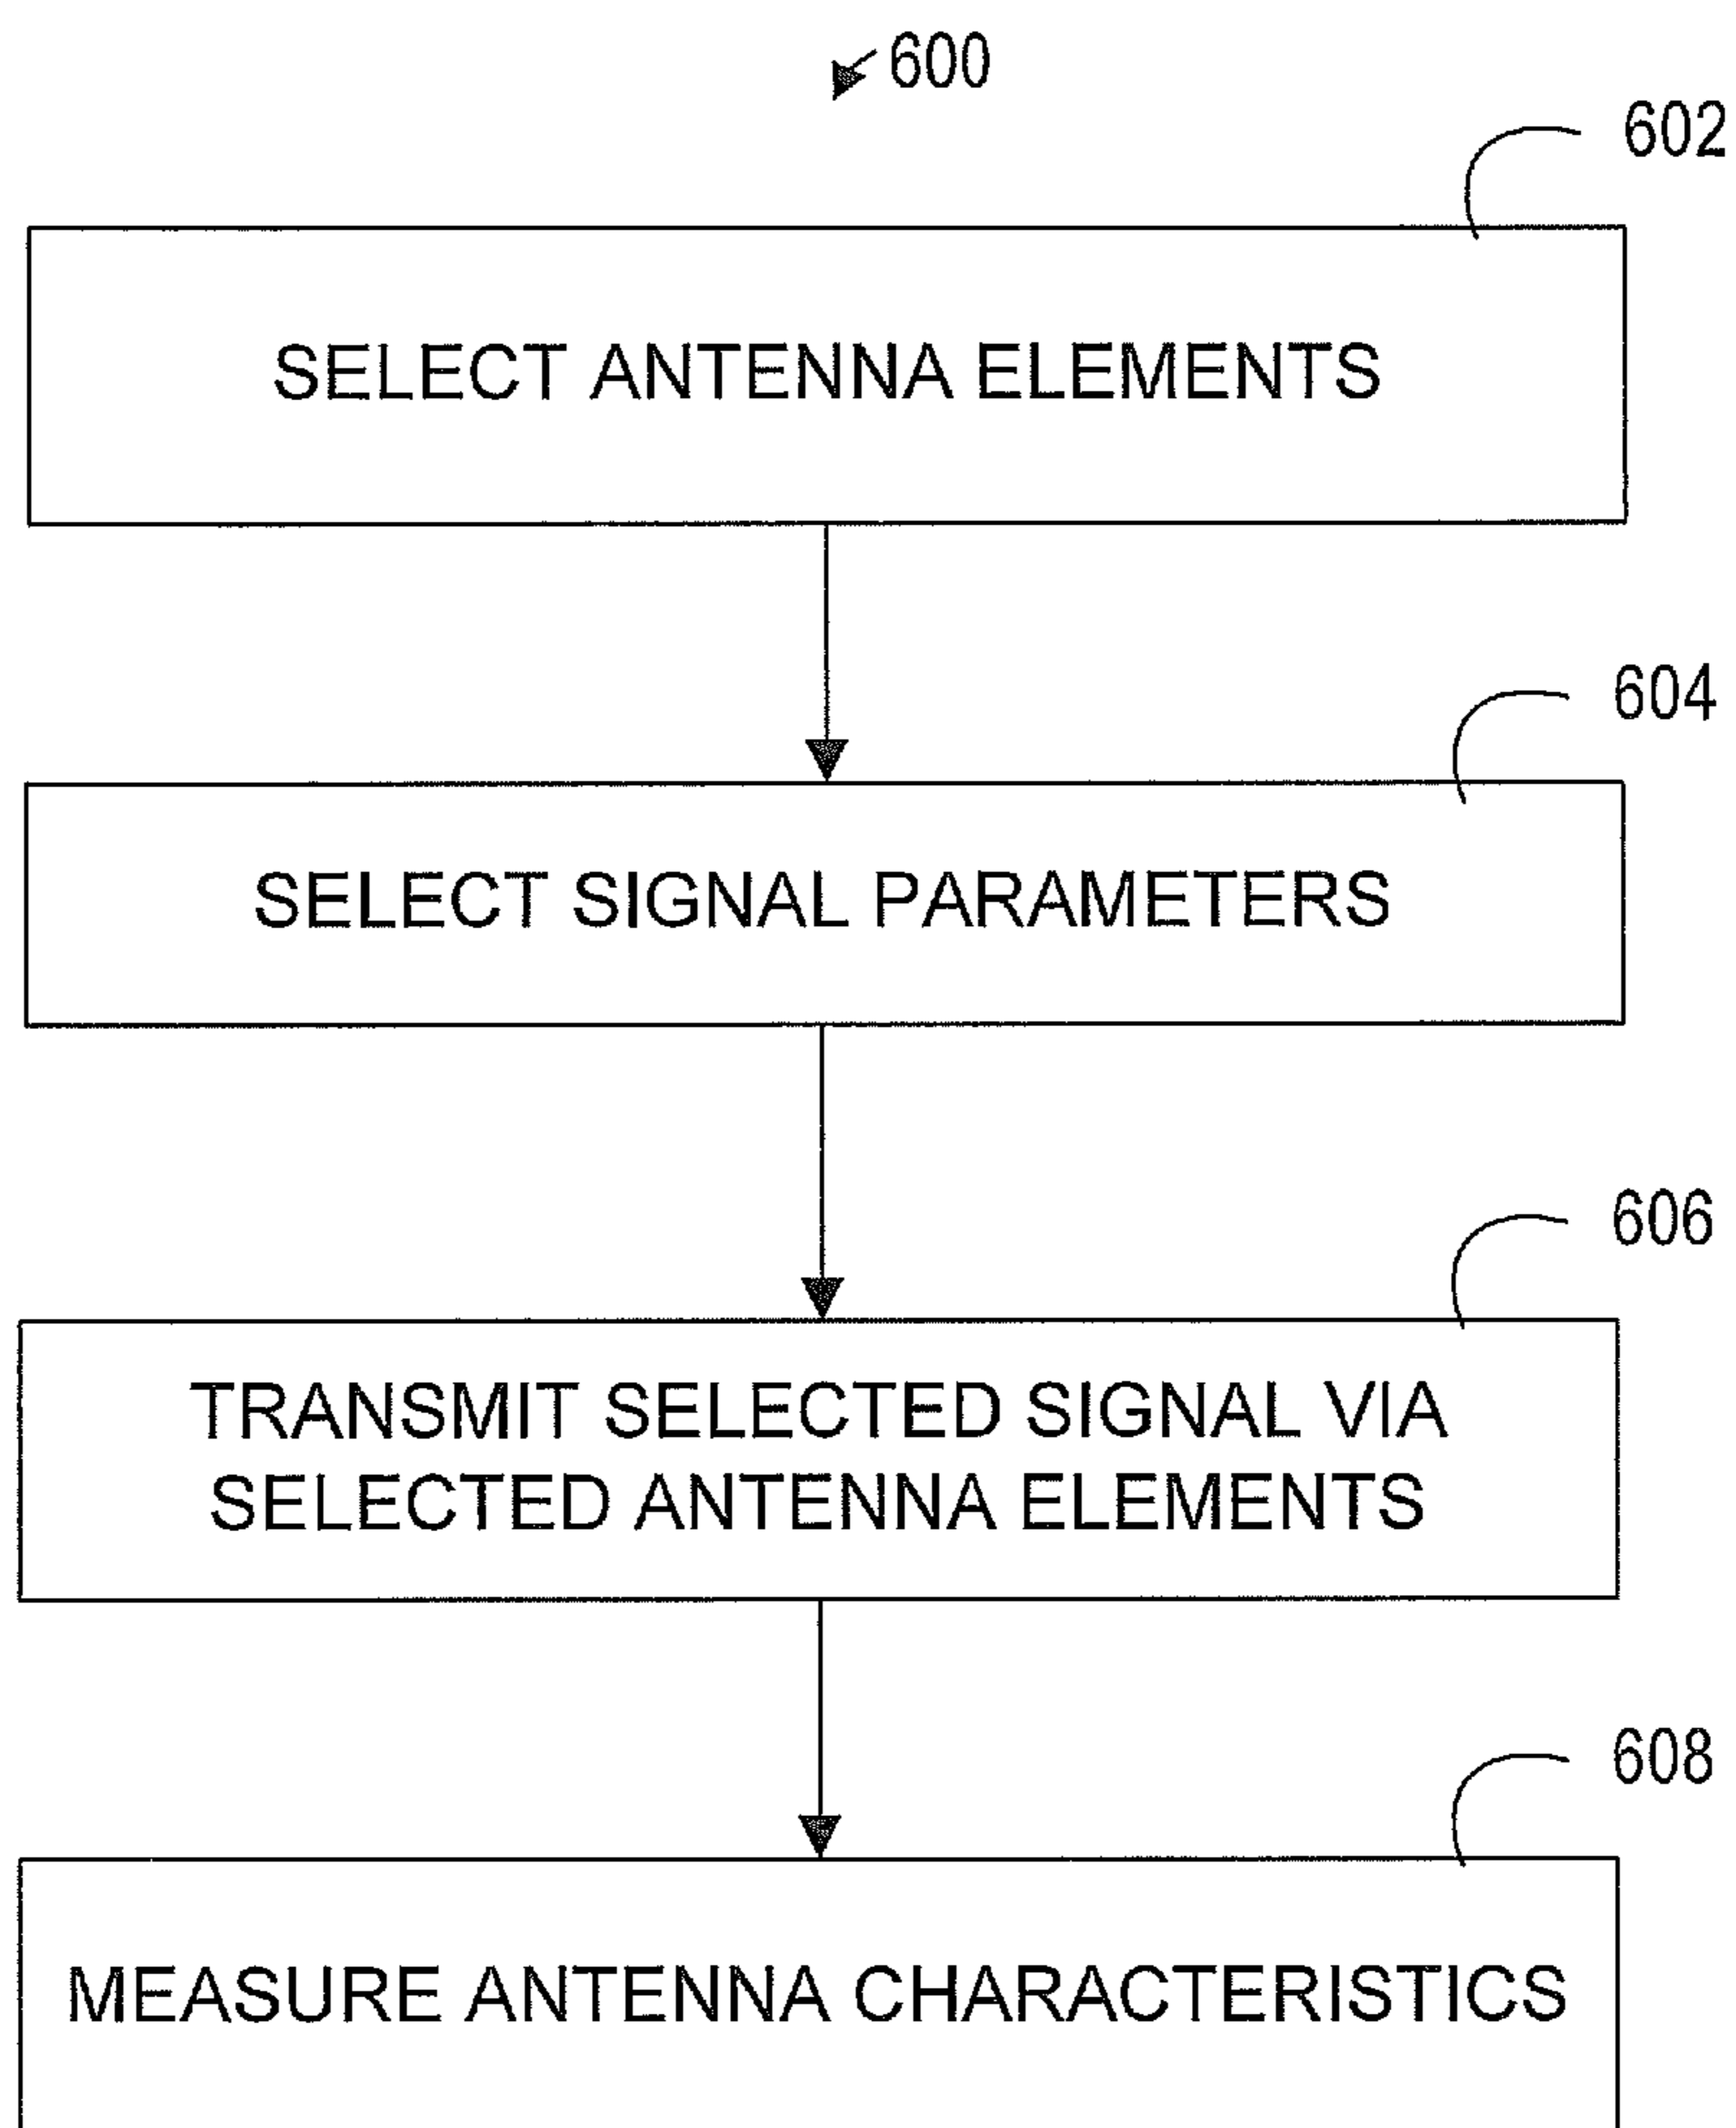 600
602
SELECT ANTENNA ELEMENTS
604
SELECT SIGNAL PARAMETERS
606
TRANSMIT SELECTED SIGNAL VIA
SELECTED ANTENNA ELEMENTS
608
MEASURE ANTENNA CHARACTERISTICS